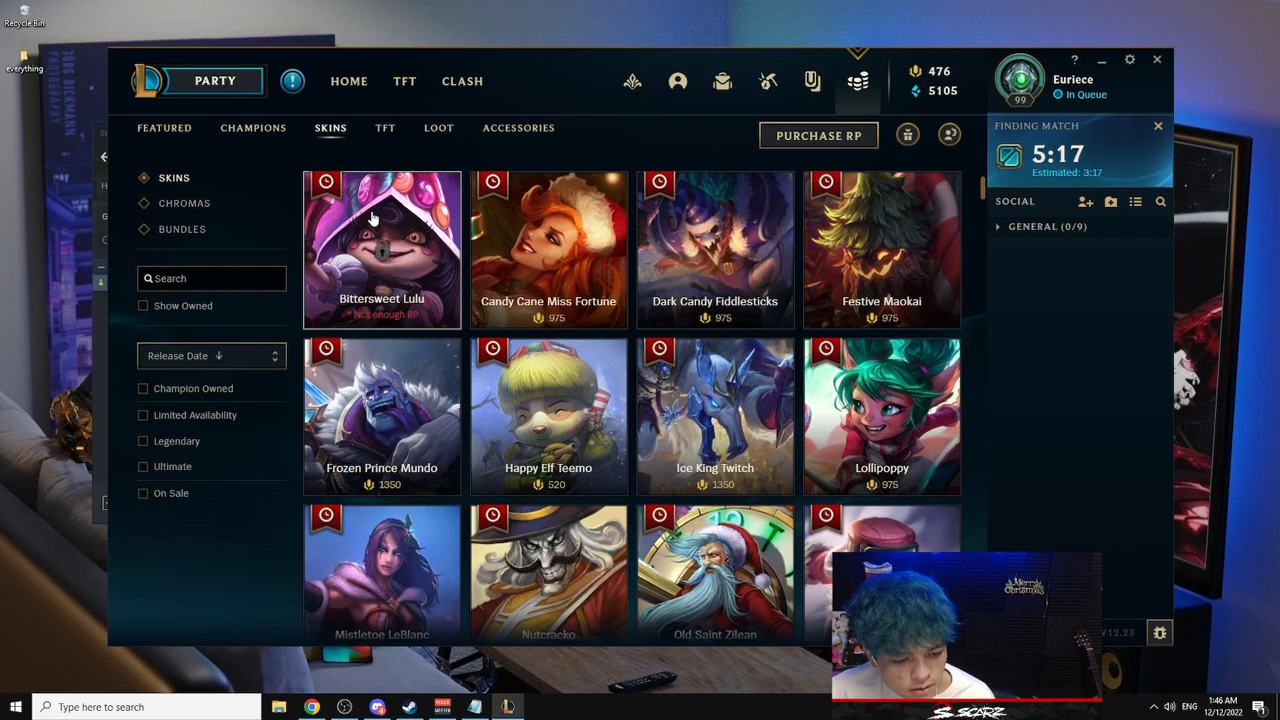 Recycle Bin
everything
PARTY
HOME
TFT
CLASH
476
5105
?
99
Euriece
In Queue
FEATURED
CHAMPIONS
SKINS
TFT
LOOT
ACCESSORIES
PURCHASE RP
FINDING MATCH
5:17
Estimated: 3:17
SOCIAL
GENERAL (0/9)
SKINS
CHROMAS
BUNDLES
Search
Show Owned
Release Date
Champion Owned
Limited Availability
Legendary
Ultimate
On Sale
Bittersweet Lulu
Not enough RP
Candy Cane Miss Fortune
975
Dark Candy Fiddlesticks
975
Festive Maokai
975
Frozen Prince Mundo
1350
Happy Elf Teemo
520
Ice King Twitch
1350
Lollipoppy
975
Mistletoe LeBlanc
Nutcracko
Old Saint Zilean
Merry
Christmas
V12.23
SCARZ
Type here to search
ENG
1:46 AM
12/12/2022